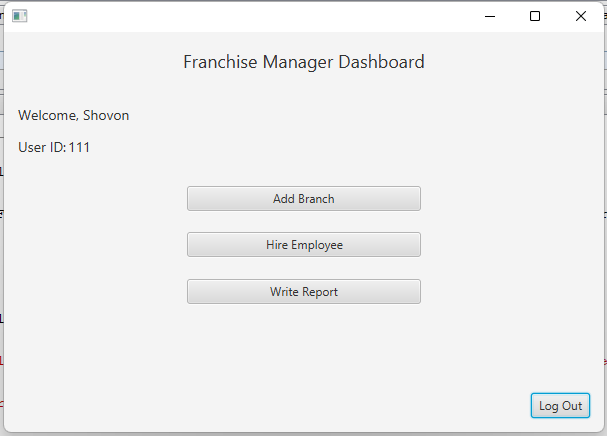 Franchise Manager Dashboard
Welcome, Shovon
User ID: 111
Add Branch
Hire Employee
Write Report
Log Out